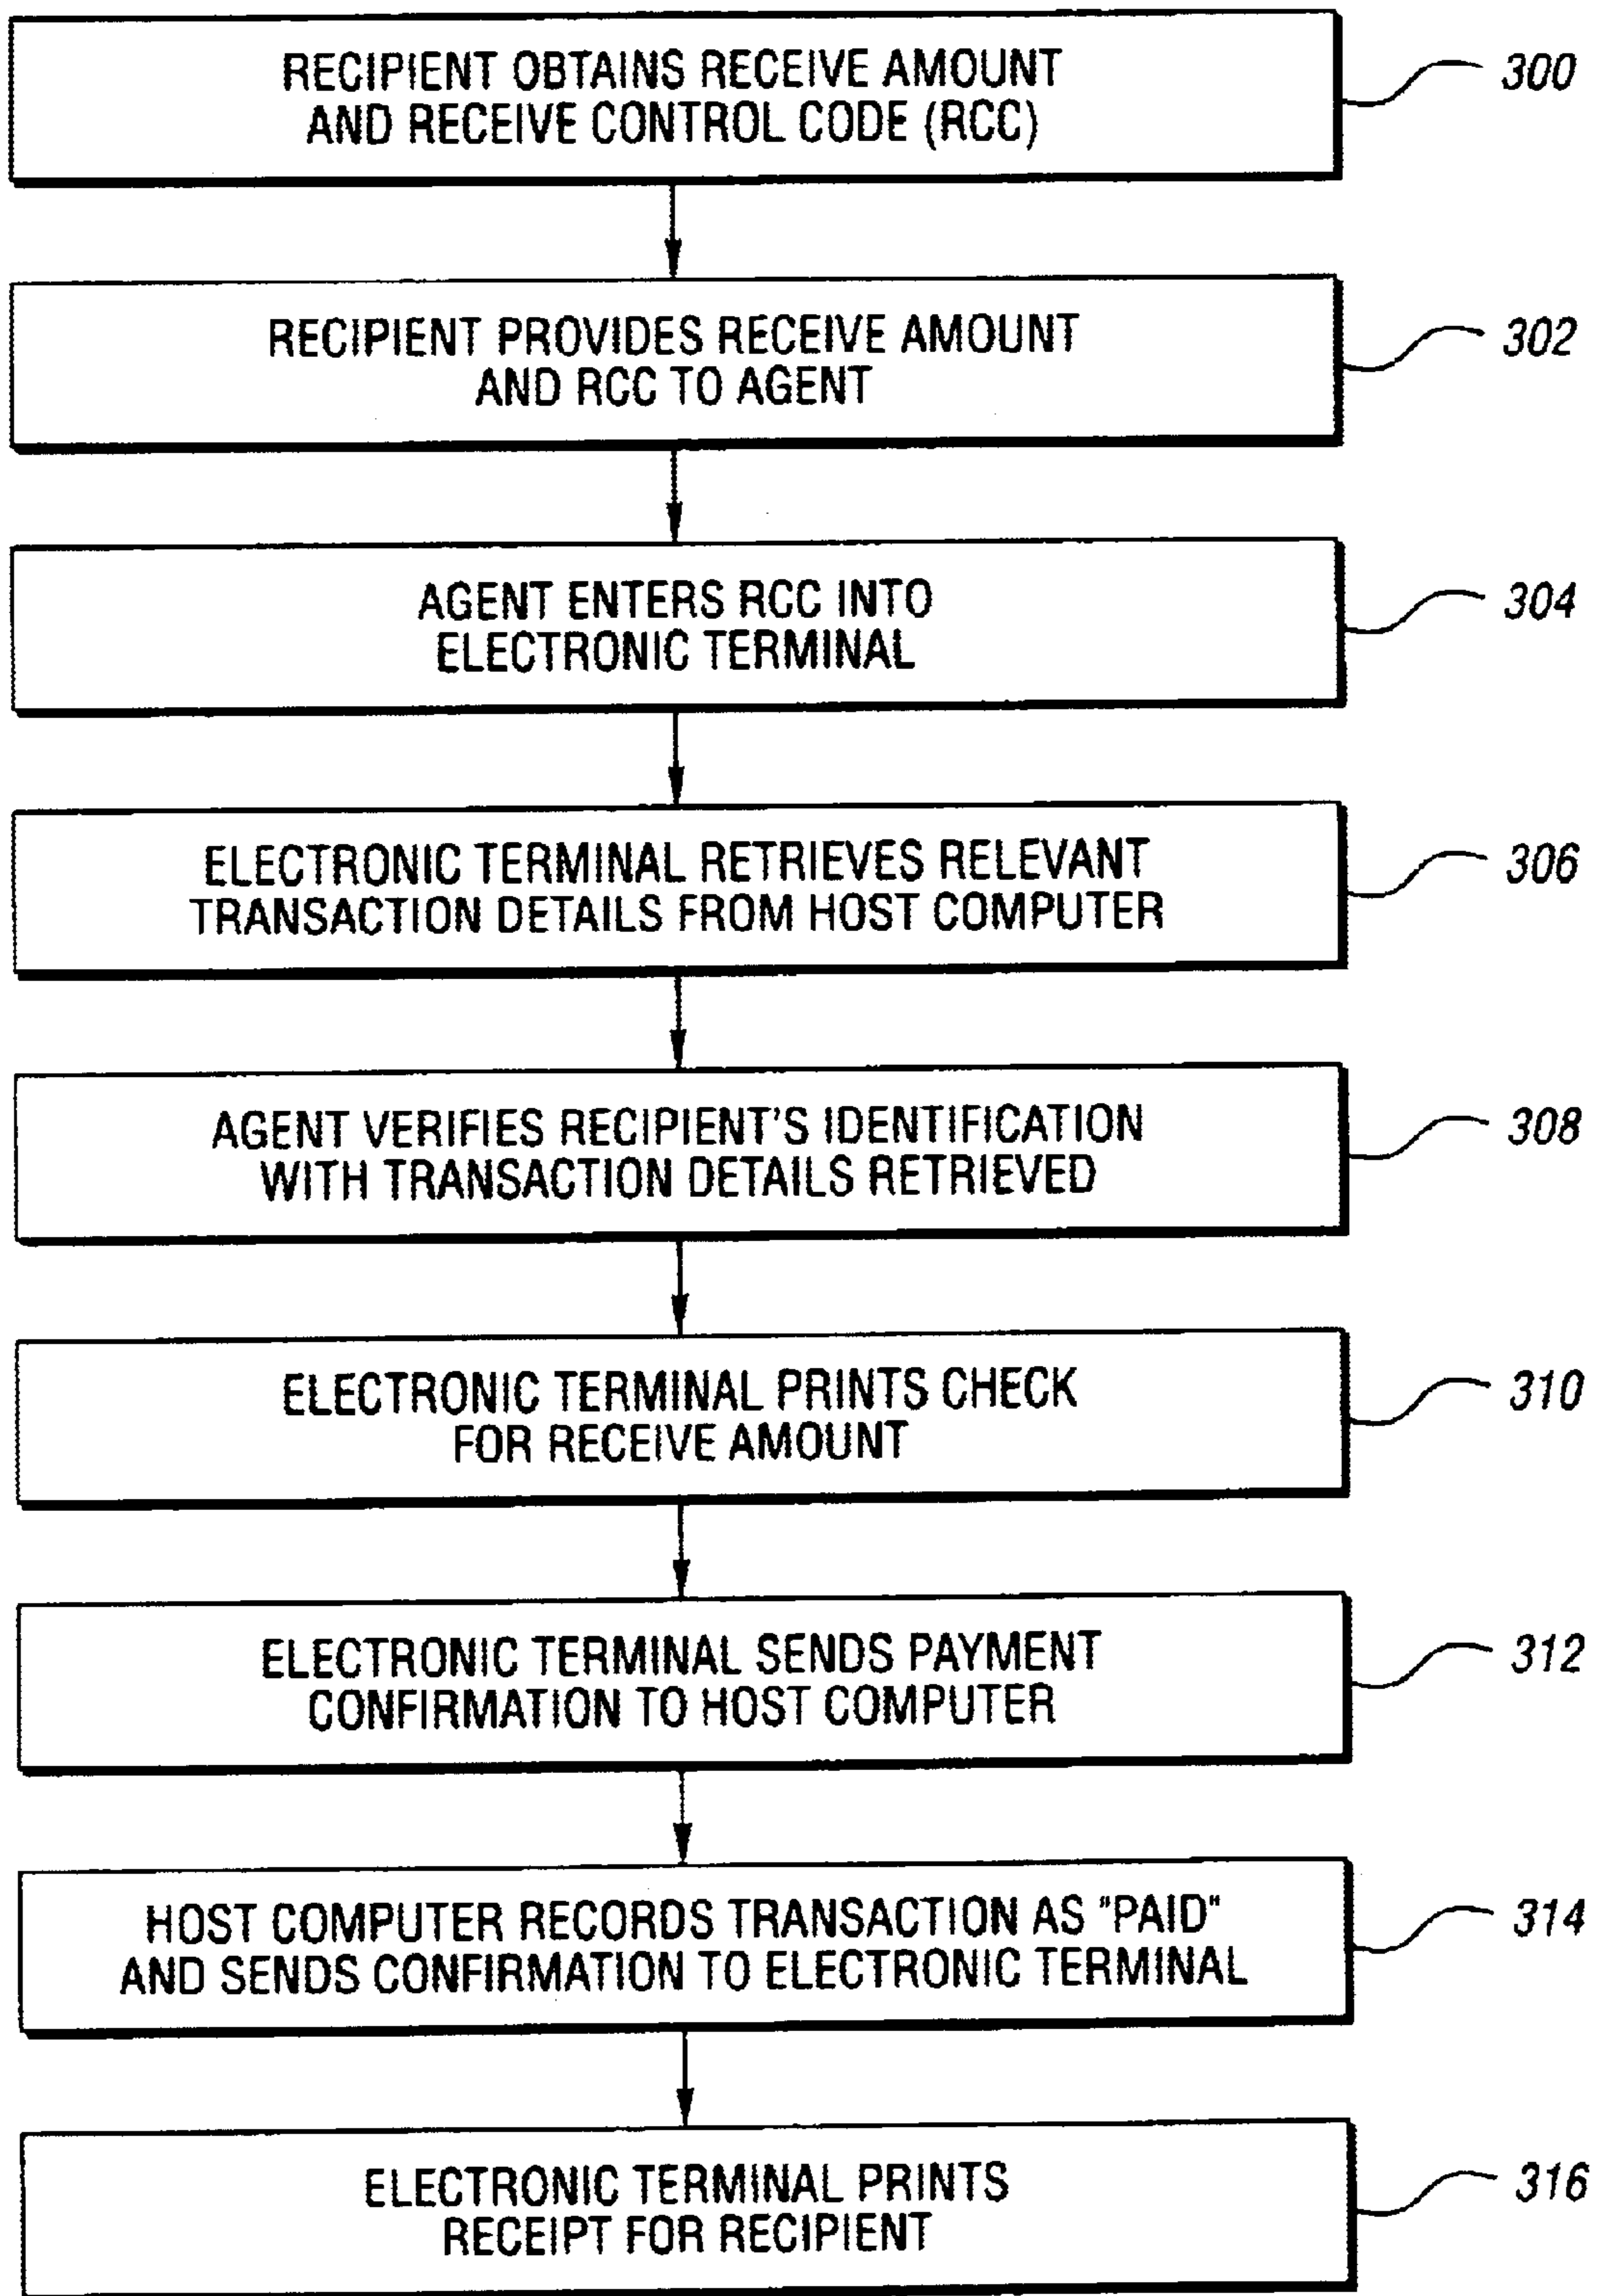 RECIPIENT OBTAINS RECEIVE AMOUNT
AND RECEIVE CONTROL CODE (RCC)
300
RECIPIENT PROVIDES RECEIVE AMOUNT
AND RCC TO AGENT
302
AGENT ENTERS RCC INTO
ELECTRONIC TERMINAL
304
ELECTRONIC TERMINAL RETRIEVES RELEVANT
TRANSACTION DETAILS FROM HOST COMPUTER
306
AGENT VERIFIES RECIPIENT'S IDENTIFICATION
WITH TRANSACTION DETAILS RETRIEVED
308
ELECTRONIC TERMINAL PRINTS CHECK
FOR RECEIVE AMOUNT
310
ELECTRONIC TERMINAL SENDS PAYMENT
CONFIRMATION TO HOST COMPUTER
312
HOST COMPUTER RECORDS TRANSACTION AS "PAID"
AND SENDS CONFIRMATION TO ELECTRONIC TERMINAL
314
ELECTRONIC TERMINAL PRINTS
RECEIPT FOR RECIPIENT
316